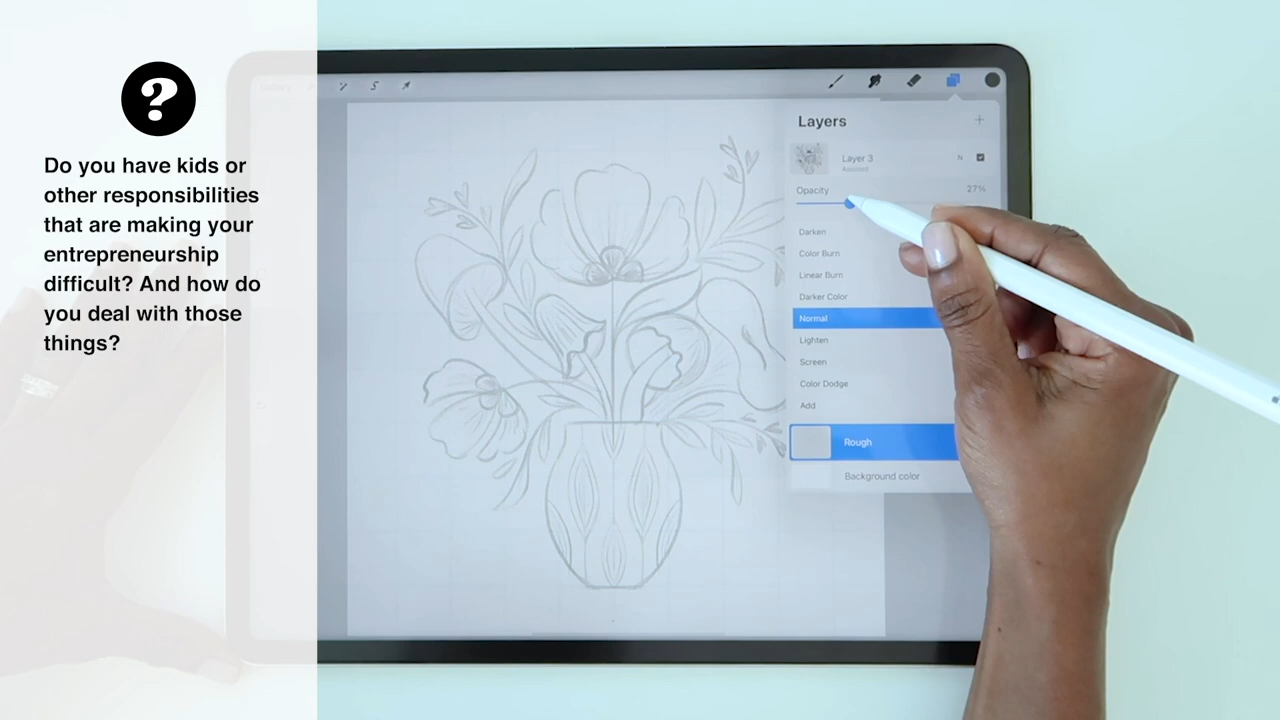 ?
Do you have kids or
other responsibilities
that are making your
entrepreneurship
difficult? And how do
you deal with those
things?
Layers
Layer 3
N
Assisted
Opacity
27%
Darken
Color Burn
Linear Burn
Darker Color
Normal
Lighten
Screen
Color Dodge
Add
Rough
Background color